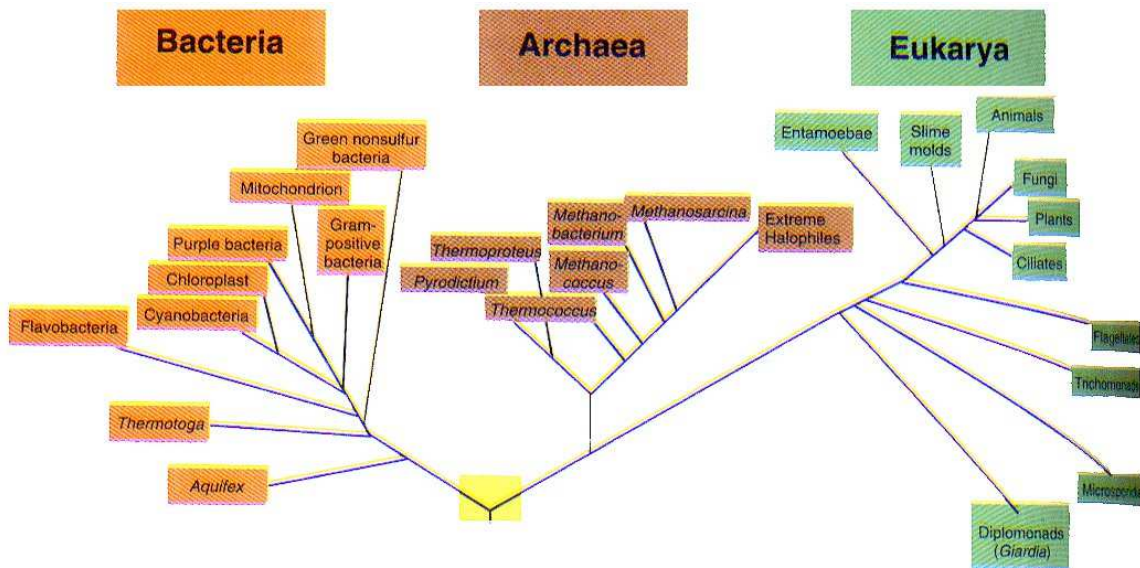 Bacteria
Archaea
Eukarya
Green nonsulfur
bacteria
Mitochondrion
Gram-
positive
bacteria
Purple bacteria
Chloroplast
Cyanobacteria
Flavobacteria
Thermotoga
Aquifex
Thermoproteus
Pyrodictium
Methano-
bacterium
Methanosarcina
Methano-
coccus
Thermococcus
Extreme
Halophiles
Entamoebae
Slime
molds
Animals
Fungi
Plants
Ciliates
Diplomonads
(Giardia)